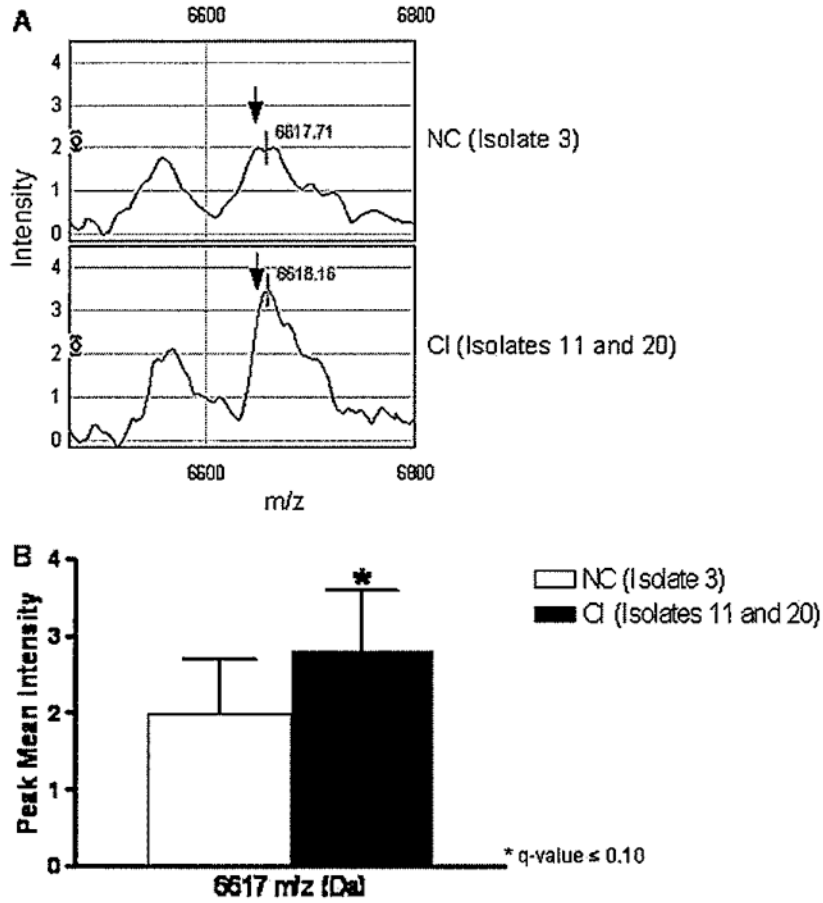 A
6600 6800
4
3
2
1
0
6617.71
NC (Isolate 3)
Intensity
4
3
2
1
0
6618.16
CI (Isolates 11 and 20)
6600 6800
m/z
B
4
3
2
1
0
Peak Mean Intensity
*
NC (Isolate 3)
CI (Isolates 11 and 20)
* q-value ≤ 0.10
6617 m/z (Da)